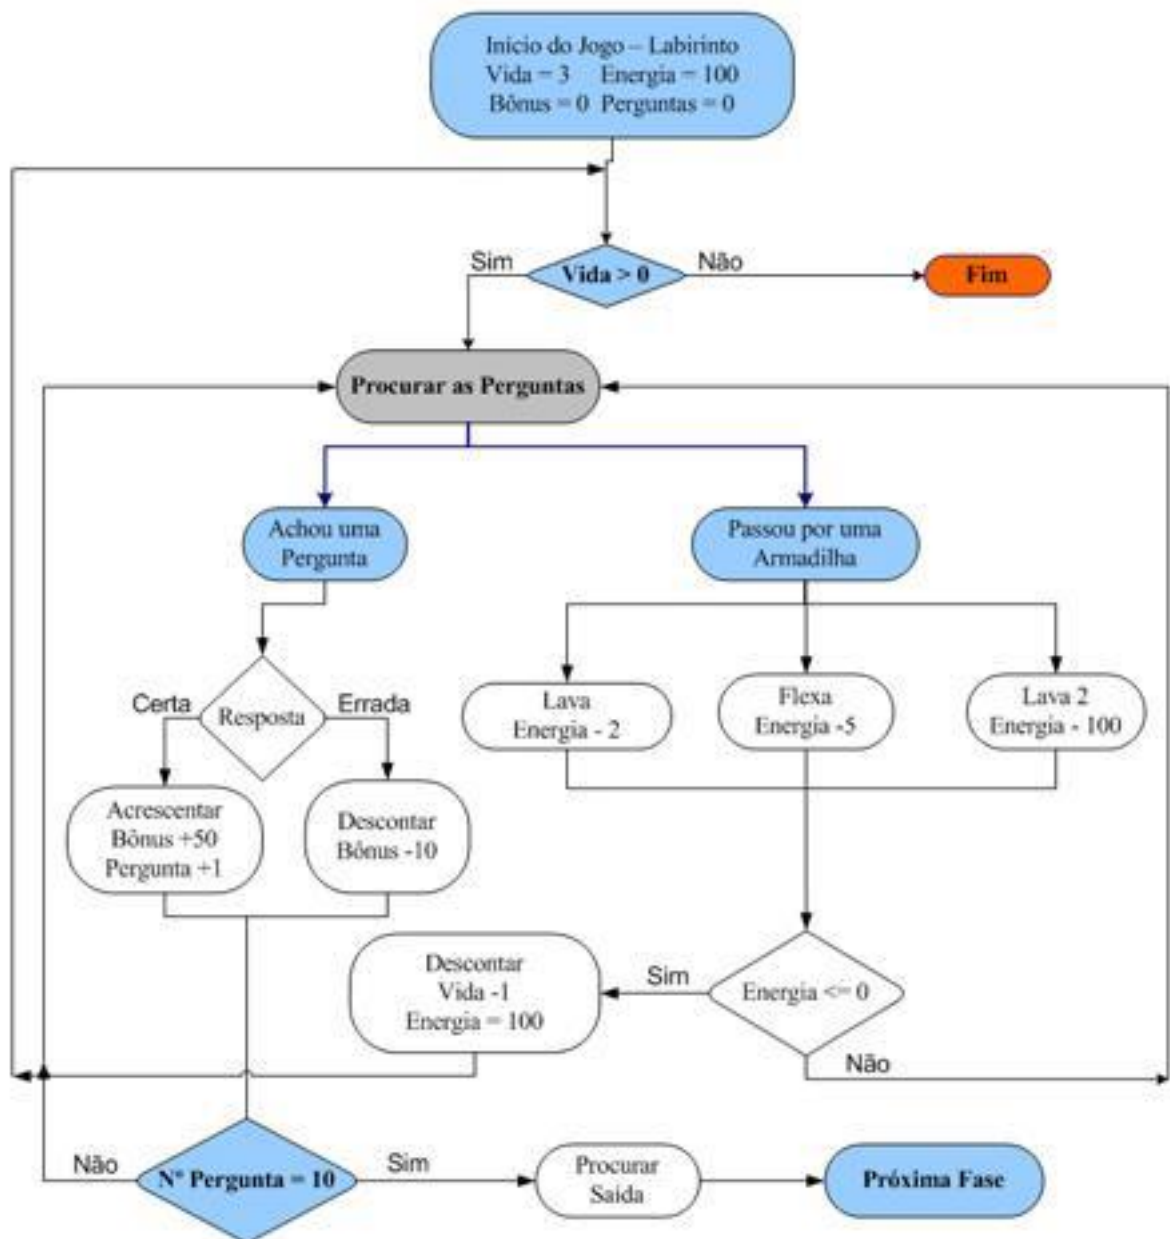 Início do Jogo – Labirinto
Vida = 3 Energia = 100
Bônus = 0 Perguntas = 0
Sim
Vida > 0
Não
Fim
Procurar as Perguntas
Achou uma
Pergunta
Passou por uma
Armadilha
Certa
Resposta
Errada
Lava
Energia - 2
Flexa
Energia -5
Lava 2
Energia - 100
Acrescentar
Bônus +50
Pergunta +1
Descontar
Bônus -10
Descontar
Vida -1
Energia = 100
Sim
Energia <= 0
Não
Não
Nº Pergunta = 10
Sim
Procurar
Saída
Próxima Fase